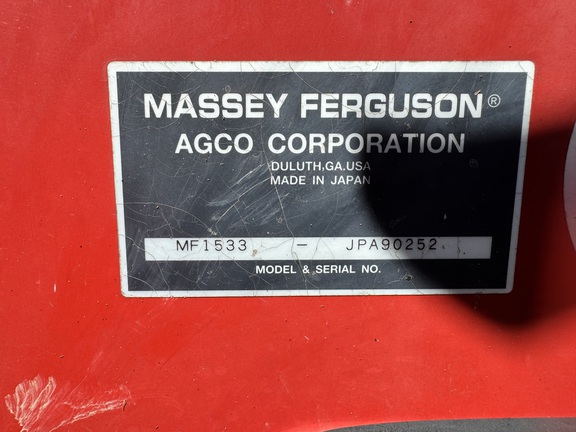 MASSEY FERGUSON®
AGCO CORPORATION
DULUTH,GA.USA
MADE IN JAPAN
MF1533 - JPA90252
MODEL & SERIAL NO.